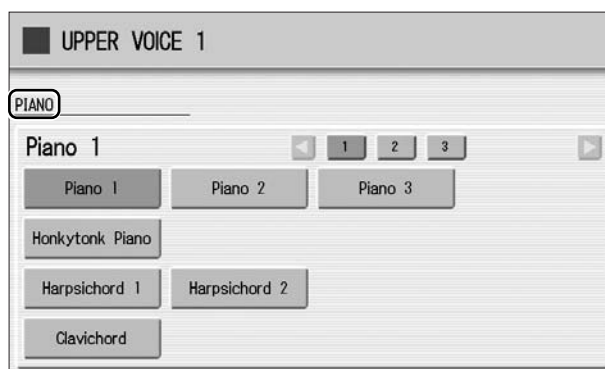 UPPER VOICE 1
PIANO
Piano 1 1 2 3
Piano 1 Piano 2 Piano 3
Honkytonk Piano
Harpsichord 1 Harpsichord 2
Clavichord